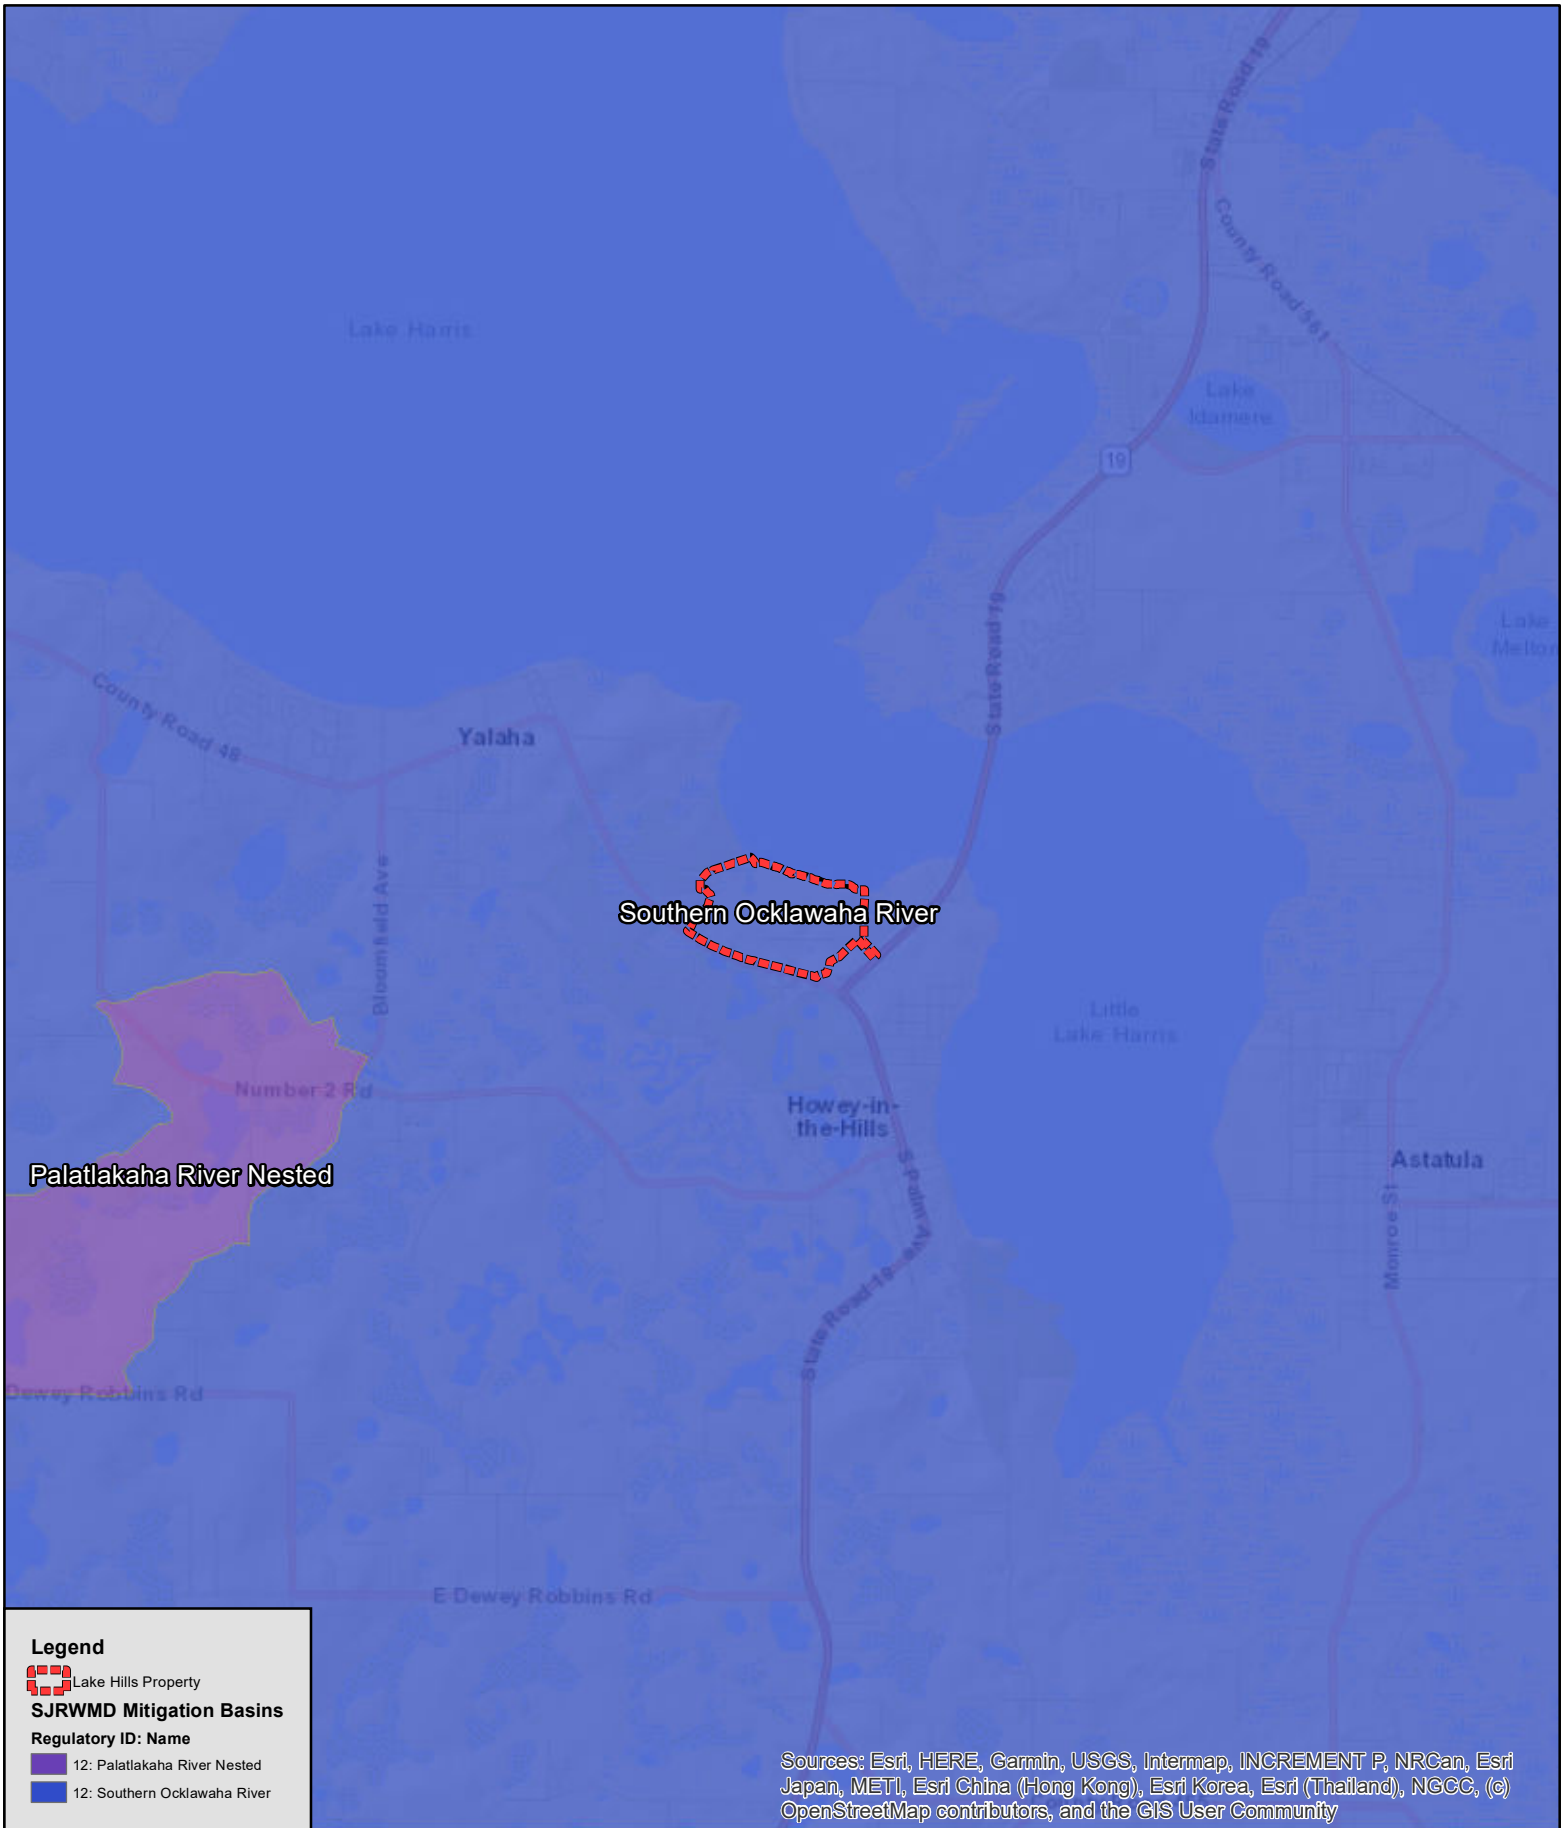 State Road 19
County Road 561
Lake Harris
Lake
Idamere
19
State Road 19
Lake
Melton
County Road 48
Yalaha
Bloomfield Ave
Southern Ocklawaha River
Little
Lake Harris
Number 2 Rd
Howey-in-
the-Hills
Palatlakaha River Nested
Astatula
S Palm Ave
Monroe St
State Road 19
Dewey Robbins Rd
E Dewey Robbins Rd
Legend
Lake Hills Property
SJRWMD Mitigation Basins
Regulatory ID: Name
12: Palatlakaha River Nested
12: Southern Ocklawaha River
Sources: Esri, HERE, Garmin, USGS, Intermap, INCREMENT P, NRCan, Esri
Japan, METI, Esri China (Hong Kong), Esri Korea, Esri (Thailand), NGCC, (c)
OpenStreetMap contributors, and the GIS User Community